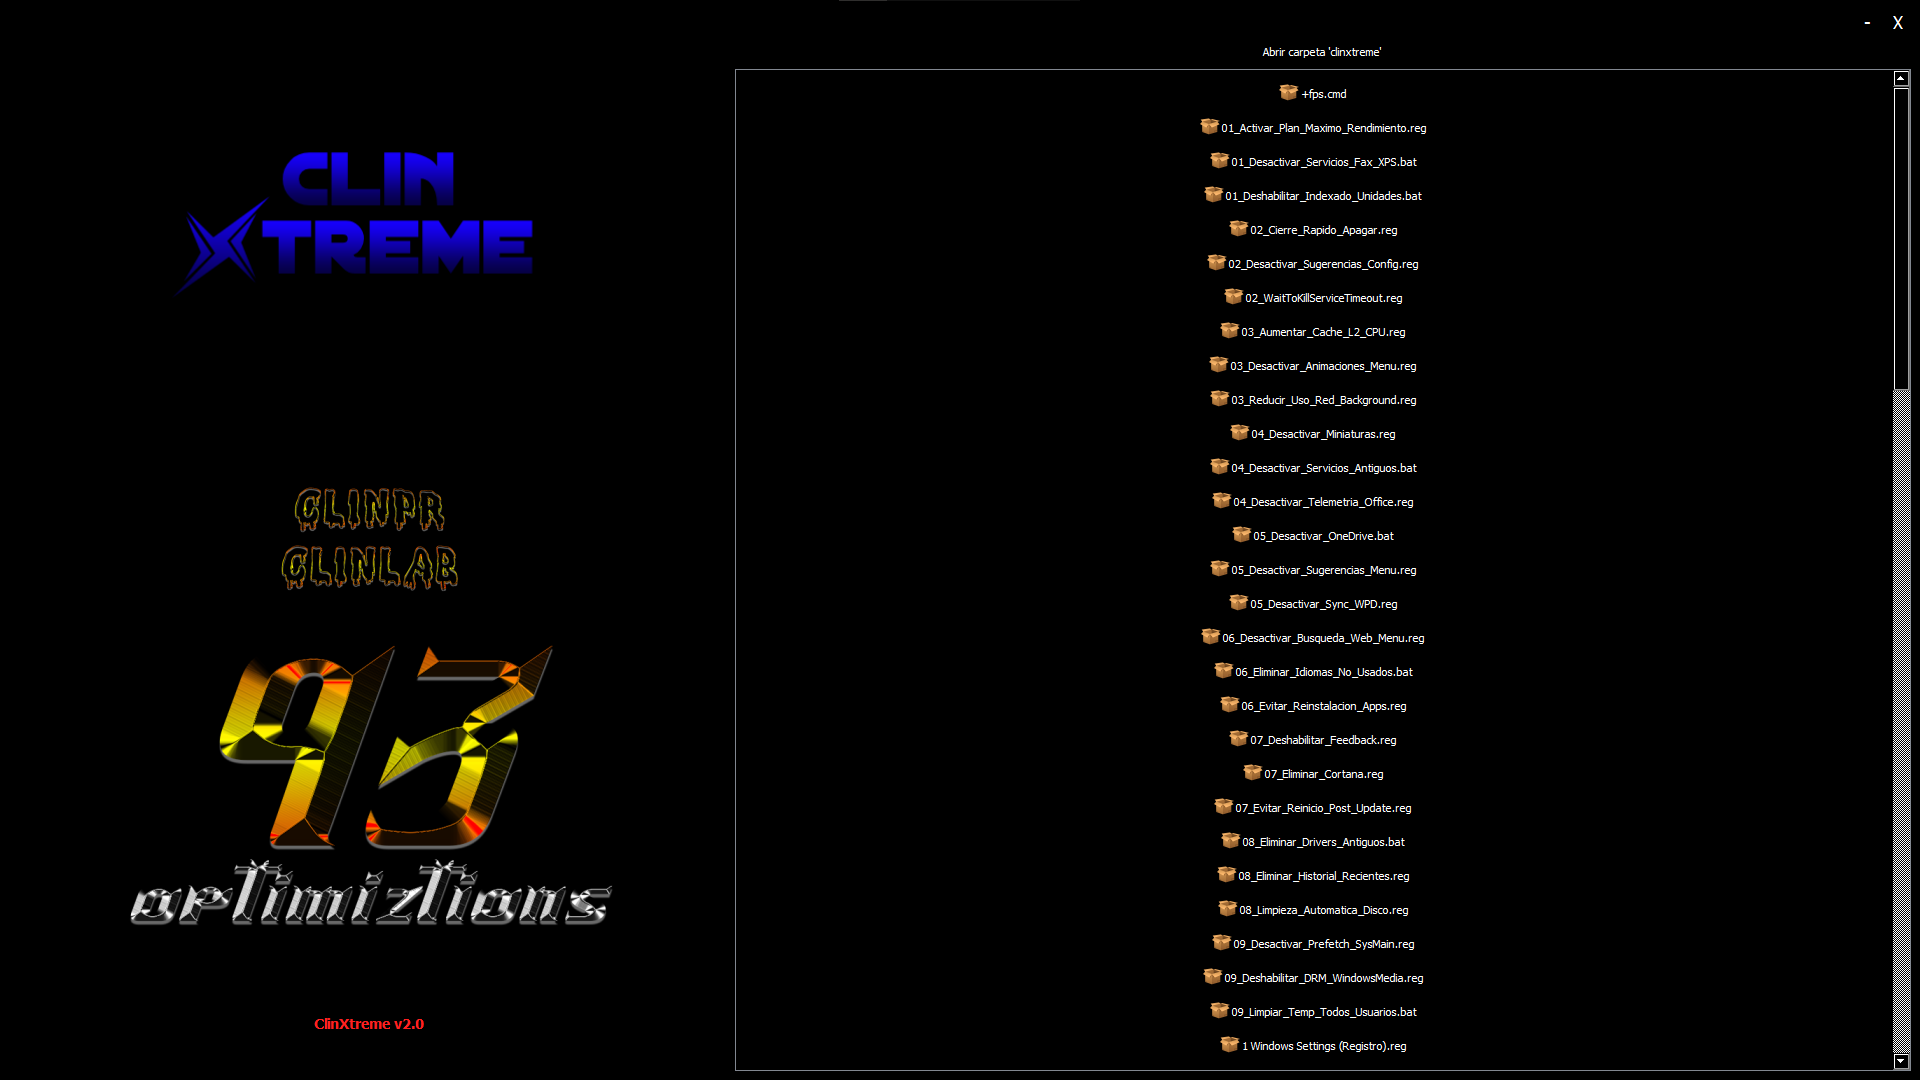 - X
Abrir carpeta 'clinxtreme'
CLIN
XTREME
CLINPR
CLINLAB
93
optimiztions
ClinXtreme v2.0
+fps.cmd
01_Activar_Plan_Maximo_Rendimiento.reg
01_Desactivar_Servicios_Fax_XPS.bat
01_Deshabilitar_Indexado_Unidades.bat
02_Cierre_Rapido_Apagar.reg
02_Desactivar_Sugerencias_Config.reg
02_WaitToKillServiceTimeout.reg
03_Aumentar_Cache_L2_CPU.reg
03_Desactivar_Animaciones_Menu.reg
03_Reducir_Uso_Red_Background.reg
04_Desactivar_Miniaturas.reg
04_Desactivar_Servicios_Antiguos.bat
04_Desactivar_Telemetria_Office.reg
05_Desactivar_OneDrive.bat
05_Desactivar_Sugerencias_Menu.reg
05_Desactivar_Sync_WPD.reg
06_Desactivar_Busqueda_Web_Menu.reg
06_Eliminar_Idiomas_No_Usados.bat
06_Evitar_Reinstalacion_Apps.reg
07_Deshabilitar_Feedback.reg
07_Eliminar_Cortana.reg
07_Evitar_Reinicio_Post_Update.reg
08_Eliminar_Drivers_Antiguos.bat
08_Eliminar_Historial_Recientes.reg
08_Limpieza_Automatica_Disco.reg
09_Desactivar_Prefetch_SysMain.reg
09_Deshabilitar_DRM_WindowsMedia.reg
09_Limpiar_Temp_Todos_Usuarios.bat
1 Windows Settings (Registro).reg